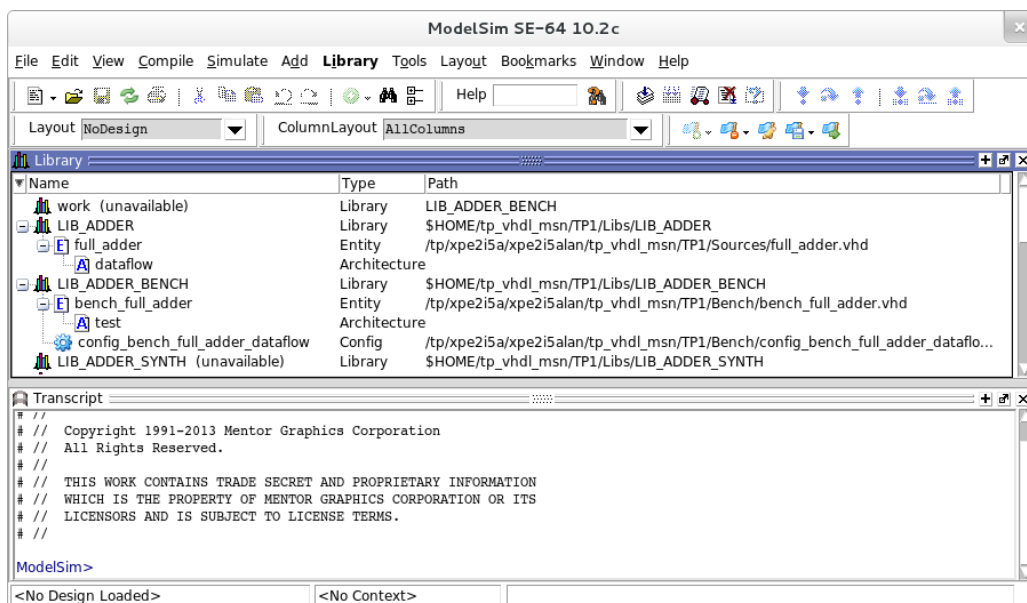 ModelSim SE-64 10.2c
File Edit View Compile Simulate Add Library Tools Layout Bookmarks Window Help
Help
Layout NoDesign ColumnLayout AllColumns
Library
Name Type Path
work (unavailable) Library LIB_ADDER_BENCH
LIB_ADDER Library $HOME/tp_vhdl_msn/TP1/Libs/LIB_ADDER
E full_adder Entity /tp/xpe2i5a/xpe2i5alan/tp_vhdl_msn/TP1/Sources/full_adder.vhd
A dataflow Architecture
LIB_ADDER_BENCH Library $HOME/tp_vhdl_msn/TP1/Libs/LIB_ADDER_BENCH
E bench_full_adder Entity /tp/xpe2i5a/xpe2i5alan/tp_vhdl_msn/TP1/Bench/bench_full_adder.vhd
A test Architecture
config_bench_full_adder_dataflow Config /tp/xpe2i5a/xpe2i5alan/tp_vhdl_msn/TP1/Bench/config_bench_full_adder_dataflo...
LIB_ADDER_SYNTH (unavailable) Library $HOME/tp_vhdl_msn/TP1/Libs/LIB_ADDER_SYNTH
Transcript
# //
# // Copyright 1991-2013 Mentor Graphics Corporation
# // All Rights Reserved.
# //
# // THIS WORK CONTAINS TRADE SECRET AND PROPRIETARY INFORMATION
# // WHICH IS THE PROPERTY OF MENTOR GRAPHICS CORPORATION OR ITS
# // LICENSORS AND IS SUBJECT TO LICENSE TERMS.
# //
ModelSim>
<No Design Loaded> <No Context>